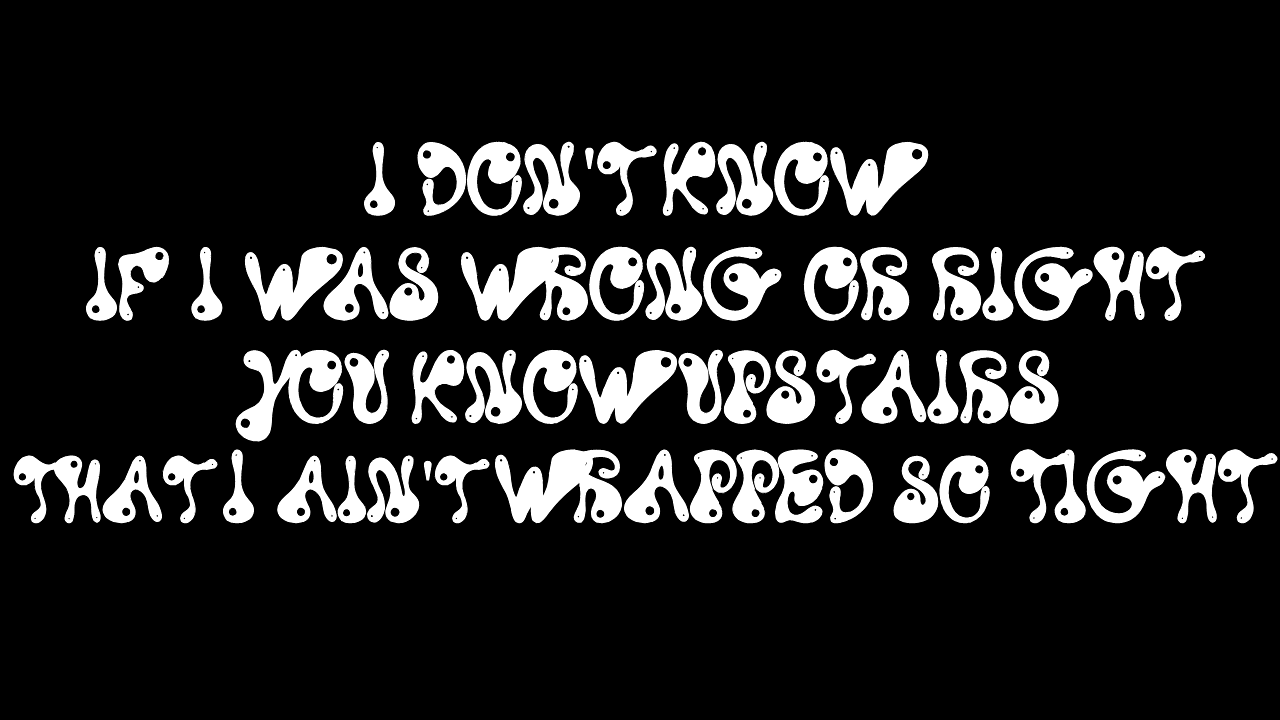 I DON'T KNOW
IF I WAS WRONG OR RIGHT
YOU KNOW UPSTAIRS
THAT I AIN'T WRAPPED SO TIGHT